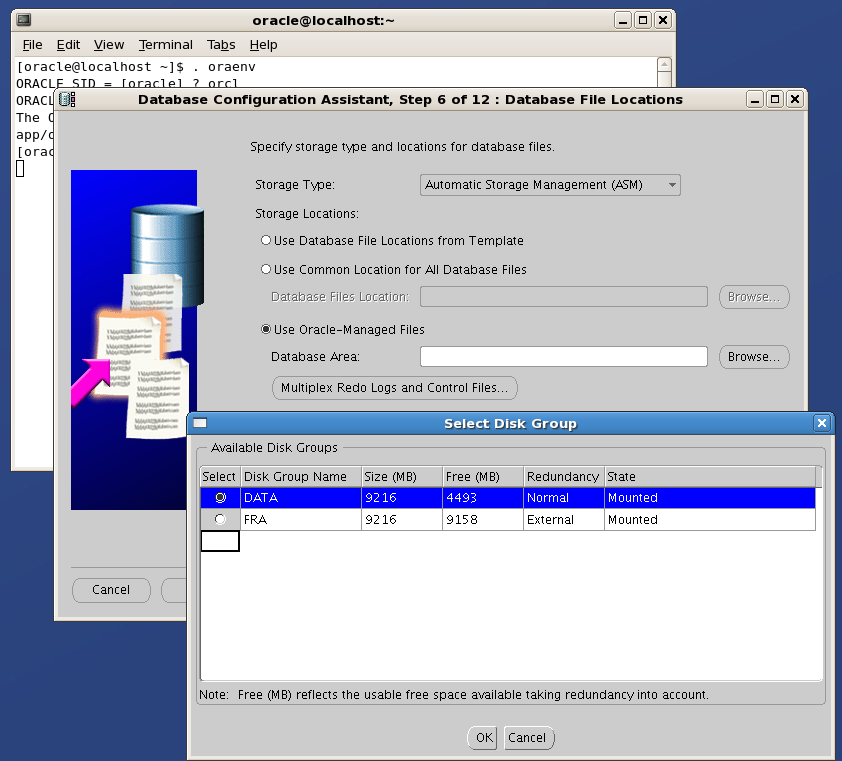 oracle@localhost:~
File Edit View Terminal Tabs Help
[oracle@localhost ~]$ . oraenv
ORACLE_SID = [oracle] ? orcl
ORACL
The O
app/o
[orac
Database Configuration Assistant, Step 6 of 12 : Database File Locations
Specify storage type and locations for database files.
Storage Type: Automatic Storage Management (ASM)
Storage Locations:
Use Database File Locations from Template
Use Common Location for All Database Files
Database Files Location: Browse...
Use Oracle-Managed Files
Database Area: Browse...
Multiplex Redo Logs and Control Files...
Cancel
Select Disk Group
Available Disk Groups
Select Disk Group Name Size (MB) Free (MB) Redundancy State
DATA 9216 4493 Normal Mounted
FRA 9216 9158 External Mounted
Note: Free (MB) reflects the usable free space available taking redundancy into account.
OK Cancel